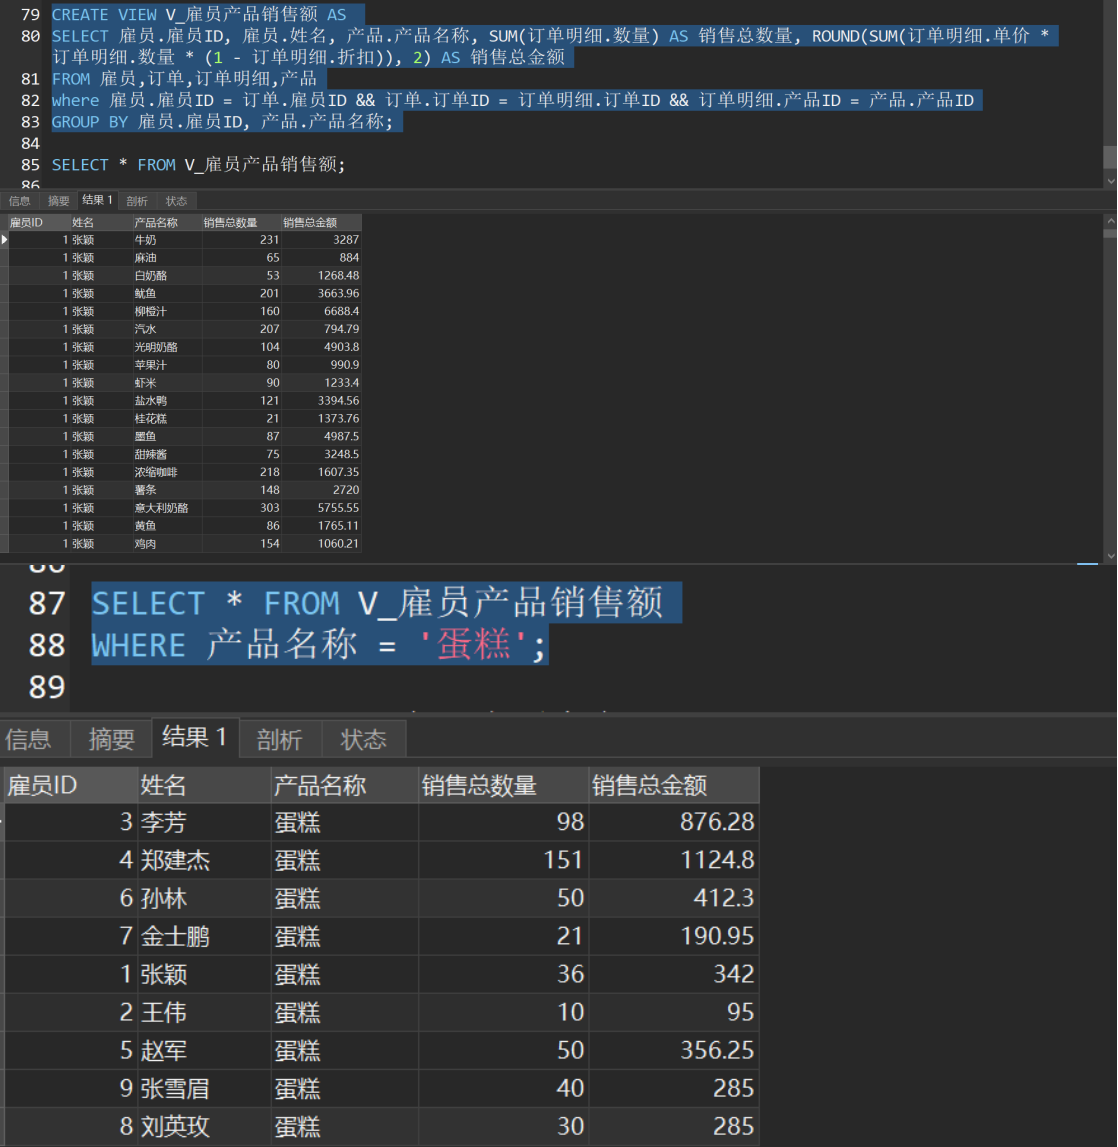 79 CREATE VIEW V_雇员产品销售额 AS
80 SELECT 雇员.雇员ID, 雇员.姓名, 产品.产品名称, SUM(订单明细.数量) AS 销售总数量, ROUND(SUM(订单明细.单价 *
订单明细.数量 * (1 - 订单明细.折扣)), 2) AS 销售总金额
81 FROM 雇员,订单,订单明细,产品
82 where 雇员.雇员ID = 订单.雇员ID && 订单.订单ID = 订单明细.订单ID && 订单明细.产品ID = 产品.产品ID
83 GROUP BY 雇员.雇员ID, 产品.产品名称;
84
85 SELECT * FROM V_雇员产品销售额;
86
信息 摘要 结果 1 剖析 状态
雇员ID 姓名 产品名称 销售总数量 销售总金额
1 张颖 牛奶 231 3287
1 张颖 麻油 65 884
1 张颖 白奶酪 53 1268.48
1 张颖 鱿鱼 201 3663.96
1 张颖 柳橙汁 160 6688.4
1 张颖 汽水 207 794.79
1 张颖 光明奶酪 104 4903.8
1 张颖 苹果汁 80 990.9
1 张颖 虾米 90 1233.4
1 张颖 盐水鸭 121 3394.56
1 张颖 桂花糕 21 1373.76
1 张颖 墨鱼 87 4987.5
1 张颖 甜辣酱 75 3248.5
1 张颖 浓缩咖啡 218 1607.35
1 张颖 薯条 148 2720
1 张颖 意大利奶酪 303 5755.55
1 张颖 黄鱼 86 1765.11
1 张颖 鸡肉 154 1060.21
86
87 SELECT * FROM V_雇员产品销售额
88 WHERE 产品名称 = '蛋糕';
89
信息 摘要 结果 1 剖析 状态
雇员ID 姓名 产品名称 销售总数量 销售总金额
3 李芳 蛋糕 98 876.28
4 郑建杰 蛋糕 151 1124.8
6 孙林 蛋糕 50 412.3
7 金士鹏 蛋糕 21 190.95
1 张颖 蛋糕 36 342
2 王伟 蛋糕 10 95
5 赵军 蛋糕 50 356.25
9 张雪眉 蛋糕 40 285
8 刘英玫 蛋糕 30 285